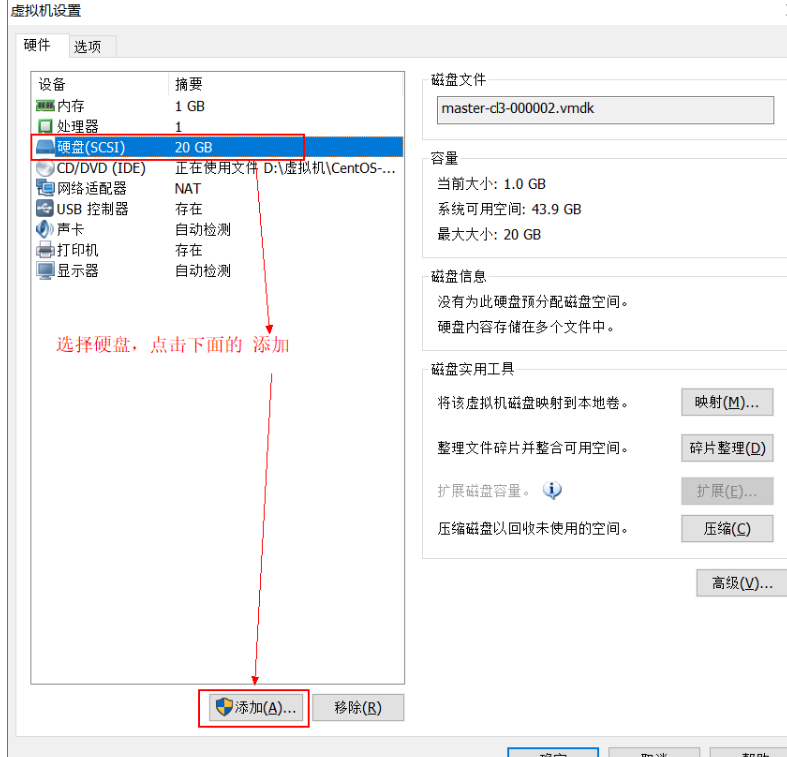 虚拟机设置
硬件 选项
设备 摘要
内存 1 GB
处理器 1
硬盘(SCSI) 20 GB
CD/DVD (IDE) 正在使用文件 D:\虚拟机\CentOS-...
网络适配器 NAT
USB 控制器 存在
声卡 自动检测
打印机 存在
显示器 自动检测
选择硬盘，点击下面的 添加
添加(A)... 移除(R)
磁盘文件
master-cl3-000002.vmdk
容量
当前大小: 1.0 GB
系统可用空间: 43.9 GB
最大大小: 20 GB
磁盘信息
没有为此硬盘预分配磁盘空间。
硬盘内容存储在多个文件中。
磁盘实用工具
将该虚拟机磁盘映射到本地卷。 映射(M)...
整理文件碎片并整合可用空间。 碎片整理(D)
扩展磁盘容量。 扩展(E)...
压缩磁盘以回收未使用的空间。 压缩(C)
高级(V)...